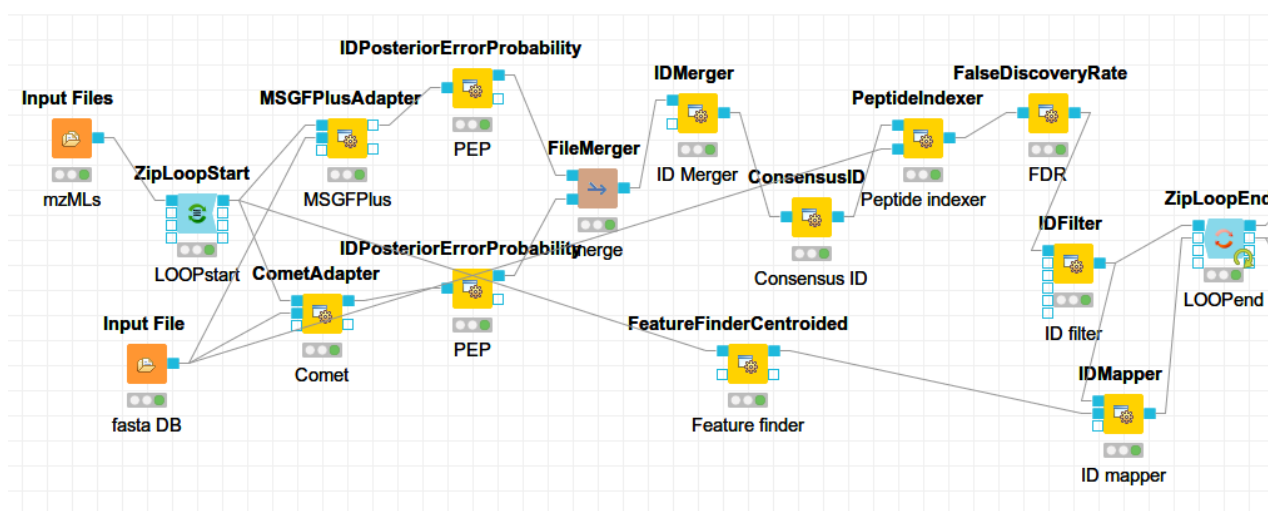 IDPosteriorErrorProbability
IDMerger
FalseDiscoveryRate
Input Files
MSGFPlusAdapter
PeptideIndexer
PEP
FileMerger
ZipLoopStart
ID Merger
ConsensusID
FDR
mzMLs
MSGFPlus
Peptide indexer
ZipLoopEnd
IDFilter
IDPosteriorErrorProbability
merge
LOOPstart
CometAdapter
Consensus ID
LOOPend
Input File
FeatureFinderCentroided
ID filter
PEP
Comet
IDMapper
fasta DB
Feature finder
ID mapper